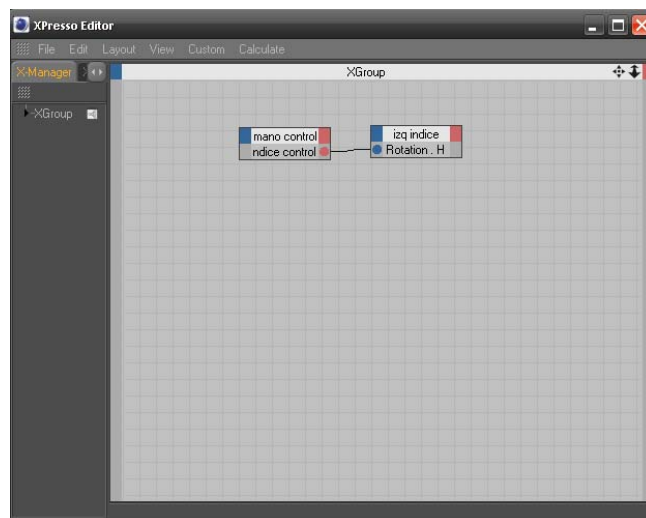 XPresso Editor
File Edit Layout View Custom Calculate
X-Manager
XGroup
XGroup
mano control
ndice control
izq indice
Rotation . H